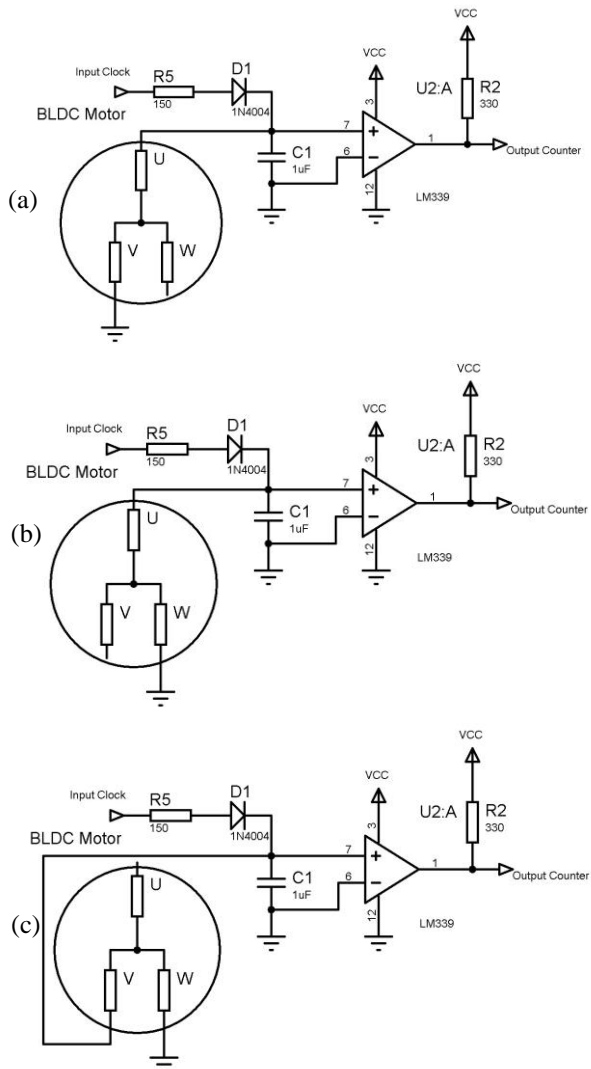 VCC
VCC
Input Clock
R5
D1
U2:A
R2
330
150
1N4004
BLDC Motor
3
7
+
1
Output Counter
U
C1
6
−
1uF
12
LM339
(a)
V
W
VCC
VCC
Input Clock
R5
D1
U2:A
R2
330
150
1N4004
BLDC Motor
3
7
+
1
Output Counter
U
C1
6
−
1uF
12
LM339
(b)
V
W
VCC
VCC
Input Clock
R5
D1
U2:A
R2
330
150
1N4004
BLDC Motor
3
7
+
1
Output Counter
U
C1
6
−
1uF
12
LM339
(c)
V
W